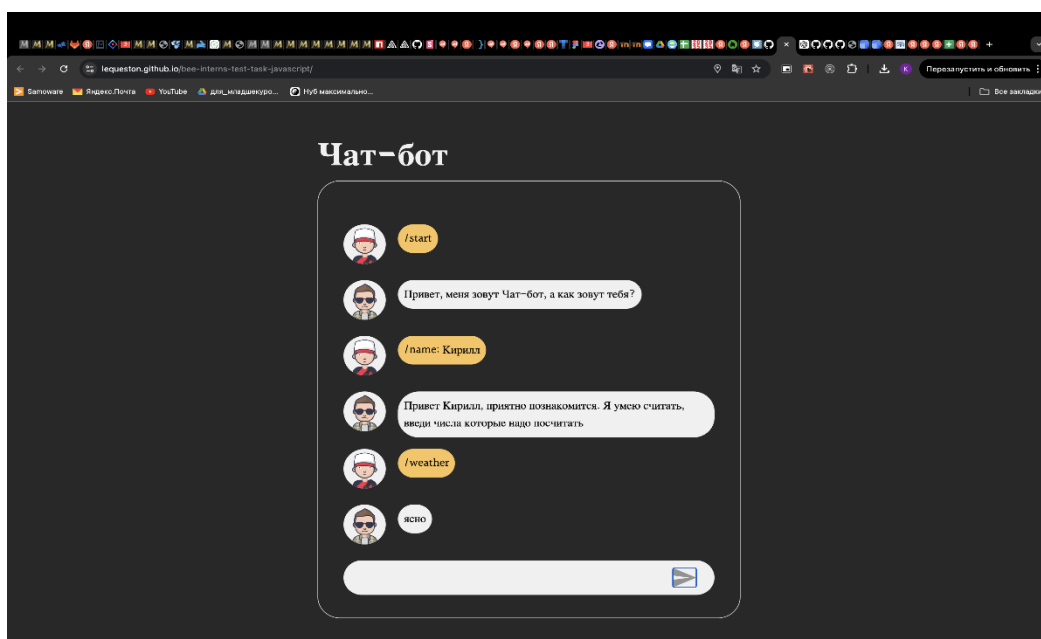 lequeston.github.io/bee-interns-test-task-javascript/
Перезапустить и обновить
Samoware
Яндекс.Почта
YouTube
для_младшекуро...
Нуб максимально...
Все закладки
Чат-бот
/start
Привет, меня зовут Чат-бот, а как зовут тебя?
/name: Кирилл
Привет Кирилл, приятно познакомится. Я умею считать,
введи числа которые надо посчитать
/weather
ясно